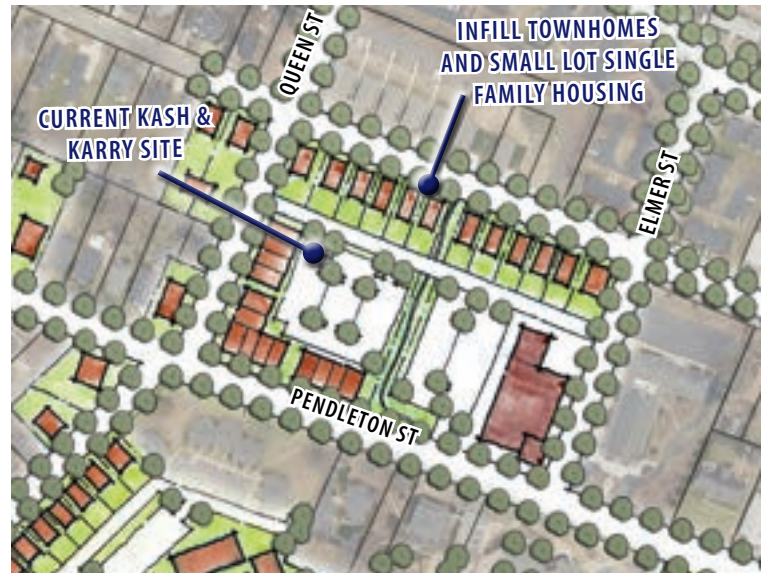 QUEEN ST
INFILL TOWNHOMES
AND SMALL LOT SINGLE
FAMILY HOUSING
CURRENT KASH &
KARRY SITE
ELMER ST
PENDLETON ST